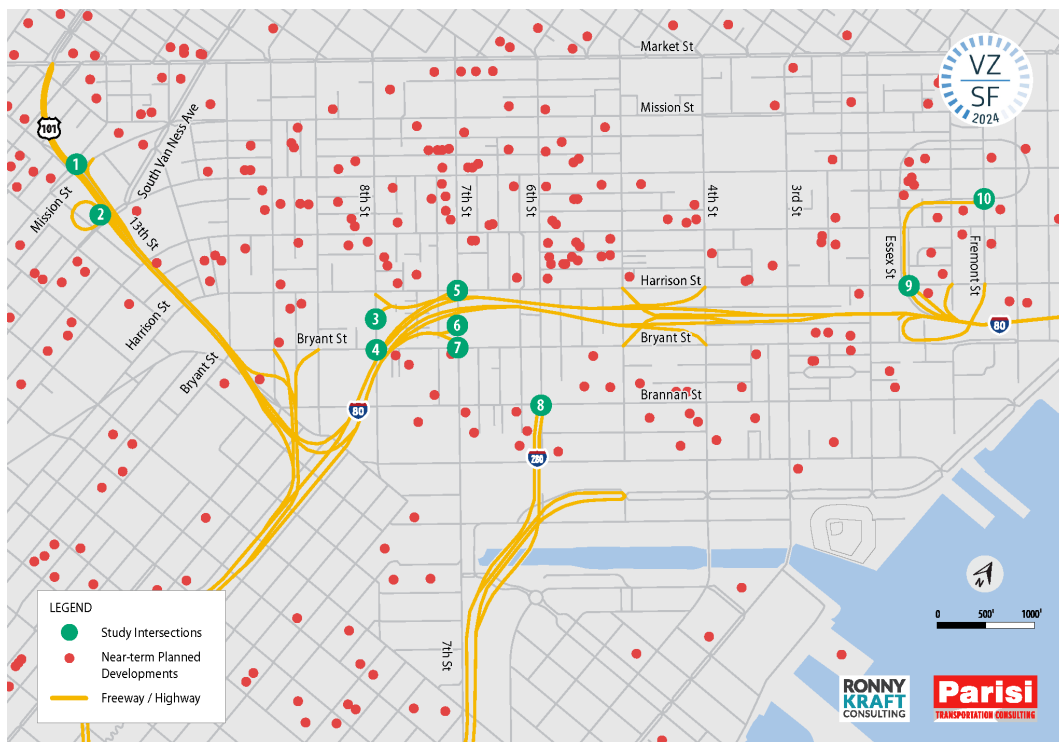 Market St
VZ
SF
2024
Mission St
101
South Van Ness Ave
1
Mission St
2
13th St
8th St
7th St
6th St
4th St
3rd St
10
Essex St
Fremont St
Harrison St
5
9
3
6
80
Harrison St
Bryant St
4
7
Bryant St
Bryant St
Brannan St
80
8
280
N
0 500' 1000'
LEGEND
Study Intersections
Near-term Planned
Developments
Freeway / Highway
7th St
RONNY
KRAFT
CONSULTING
Parisi
TRANSPORTATION CONSULTING